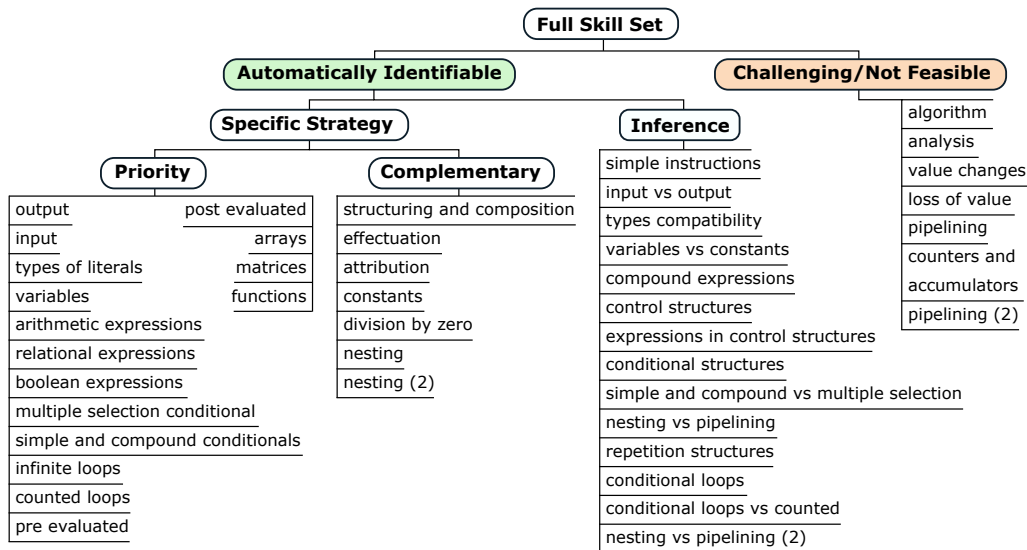 Full Skill Set
Automatically Identifiable
Challenging/Not Feasible
Specific Strategy
Inference
Priority
Complementary
output
input
types of literals
variables
arithmetic expressions
relational expressions
boolean expressions
multiple selection conditional
simple and compound conditionals
infinite loops
counted loops
pre evaluated
post evaluated
arrays
matrices
functions
structuring and composition
effectuation
attribution
constants
division by zero
nesting
nesting (2)
simple instructions
input vs output
types compatibility
variables vs constants
compound expressions
control structures
expressions in control structures
conditional structures
simple and compound vs multiple selection
nesting vs pipelining
repetition structures
conditional loops
conditional loops vs counted
nesting vs pipelining (2)
algorithm
analysis
value changes
loss of value
pipelining
counters and
accumulators
pipelining (2)